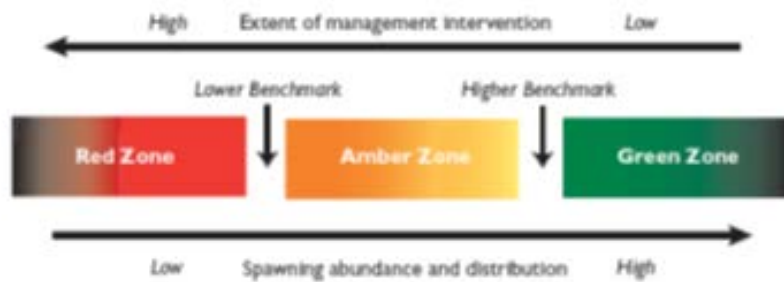 High Extent of management intervention Low
Lower Benchmark Higher Benchmark
Red Zone Amber Zone Green Zone
Low Spawning abundance and distribution High